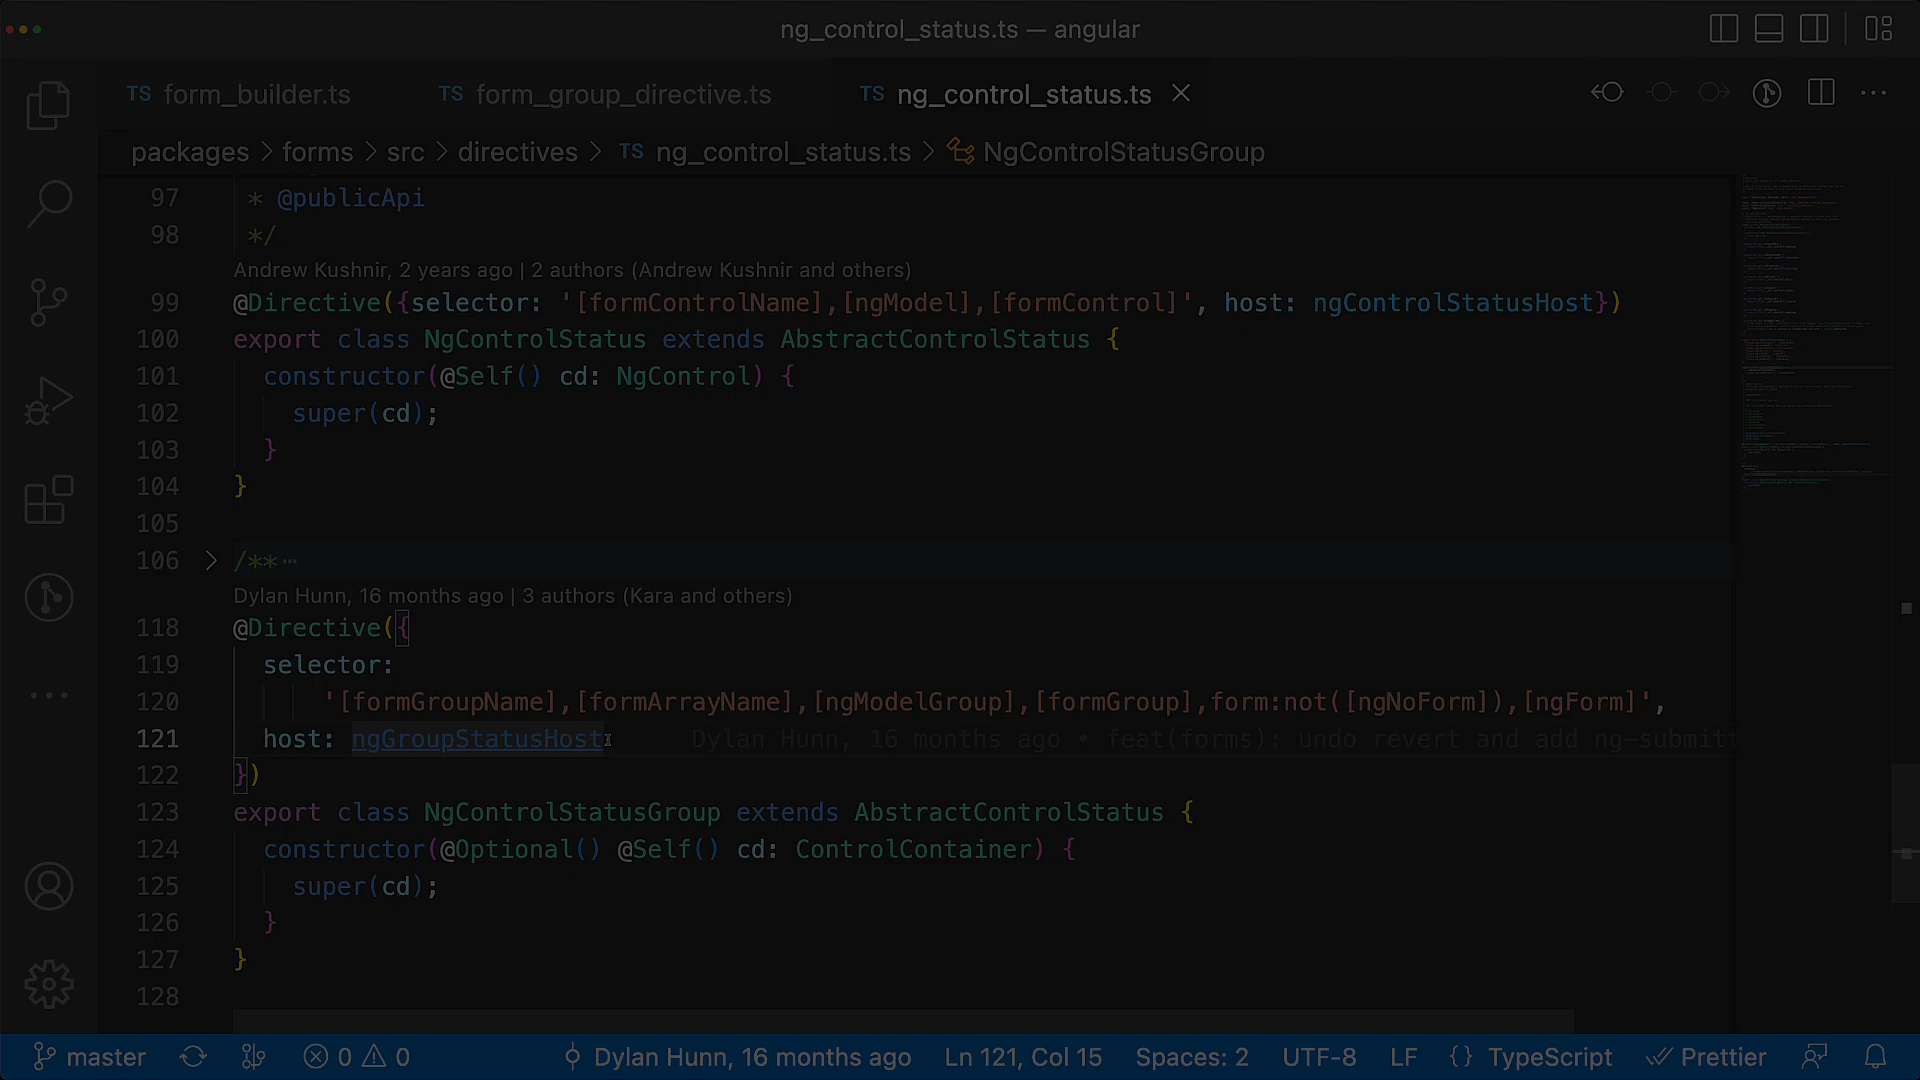 ng_control_status.ts — angular
TS form_builder.ts TS form_group_directive.ts TS ng_control_status.ts
packages > forms > src > directives > TS ng_control_status.ts > NgControlStatusGroup
97 * @publicApi
98 */
Andrew Kushnir, 2 years ago | 2 authors (Andrew Kushnir and others)
99 @Directive({selector: '[formControlName],[ngModel],[formControl]', host: ngControlStatusHost})
100 export class NgControlStatus extends AbstractControlStatus {
101 constructor(@Self() cd: NgControl) {
102 super(cd);
103 }
104 }
105
106 > /** ⋯
Dylan Hunn, 16 months ago | 3 authors (Kara and others)
118 @Directive({
119 selector:
120 '[formGroupName],[formArrayName],[ngModelGroup],[formGroup],form:not([ngNoForm]),[ngForm]',
121 host: ngGroupStatusHost Dylan Hunn, 16 months ago • feat(forms): undo revert and add ng-submitt
122 })
123 export class NgControlStatusGroup extends AbstractControlStatus {
124 constructor(@Optional() @Self() cd: ControlContainer) {
125 super(cd);
126 }
127 }
128
master 0 0 Dylan Hunn, 16 months ago Ln 121, Col 15 Spaces: 2 UTF-8 LF {} TypeScript Prettier